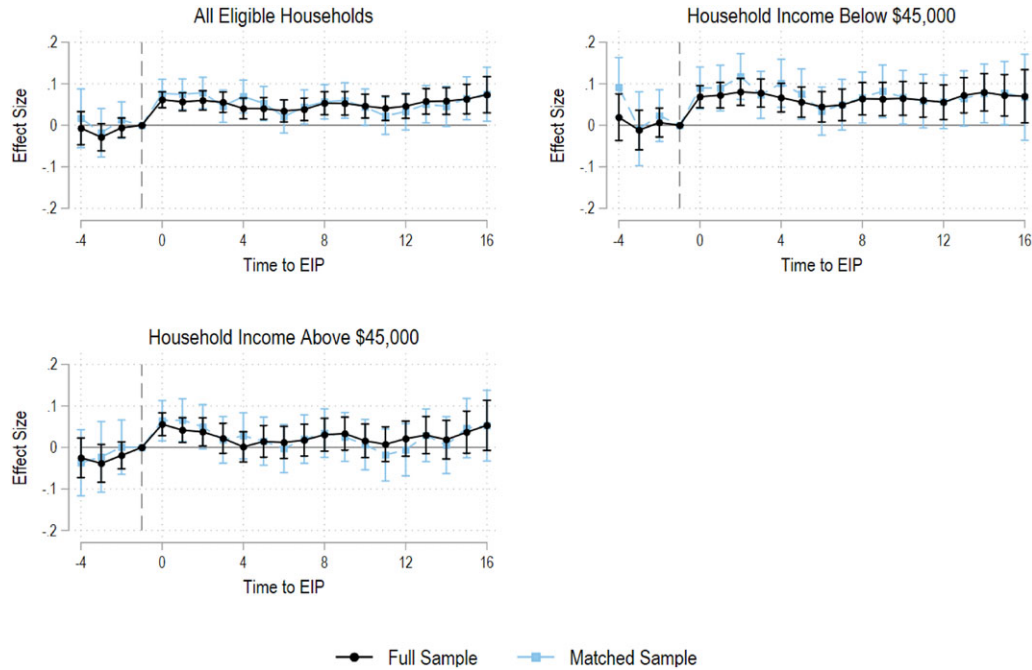 All Eligible Households
Effect Size
.2
.1
0
-.1
-.2
-4 0 4 8 12 16
Time to EIP
Household Income Below $45,000
Effect Size
.2
.1
0
-.1
-.2
-4 0 4 8 12 16
Time to EIP
Household Income Above $45,000
Effect Size
.2
.1
0
-.1
-.2
-4 0 4 8 12 16
Time to EIP
Full Sample Matched Sample